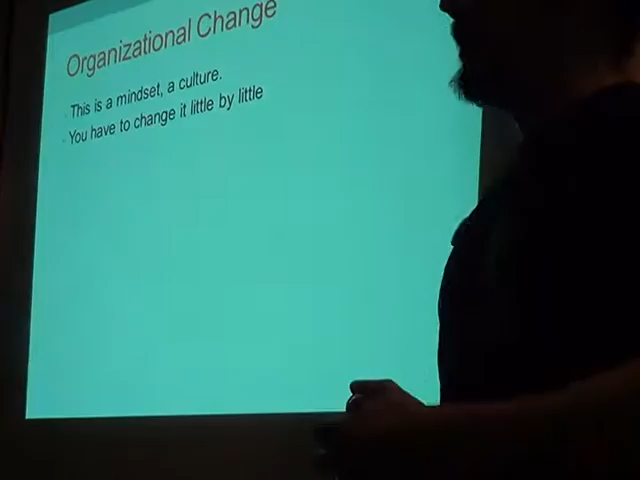 Organizational Change
This is a mindset, a culture.
You have to change it little by little